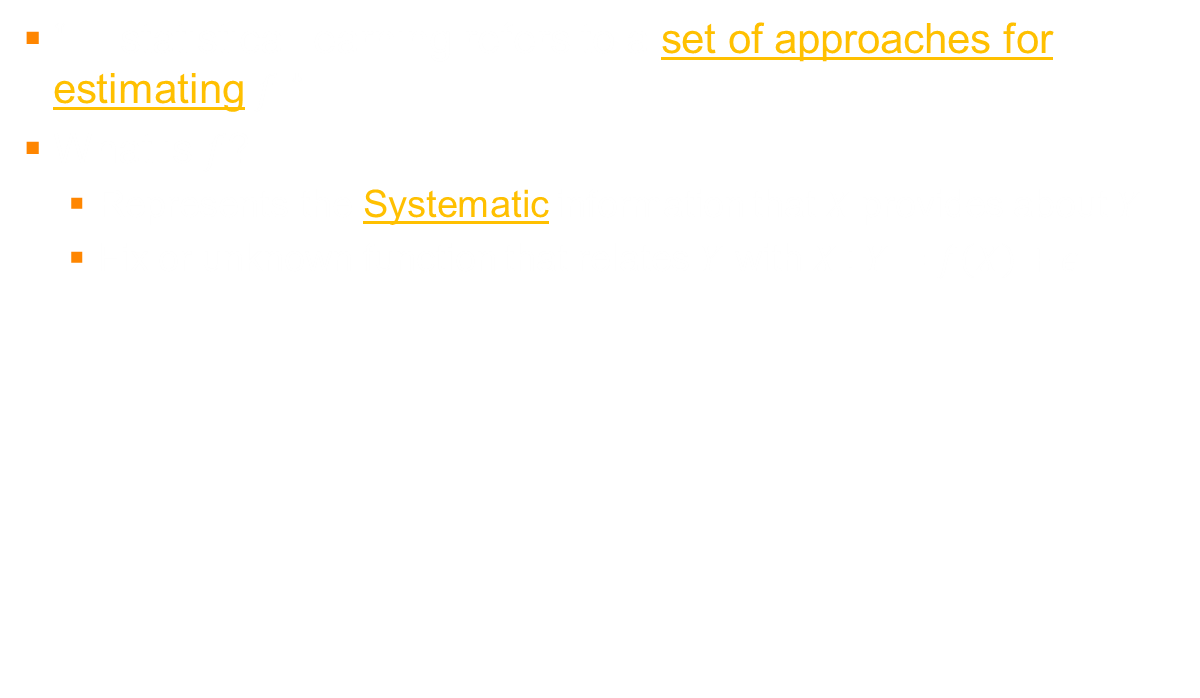 set of approaches for
estimating
Systematic